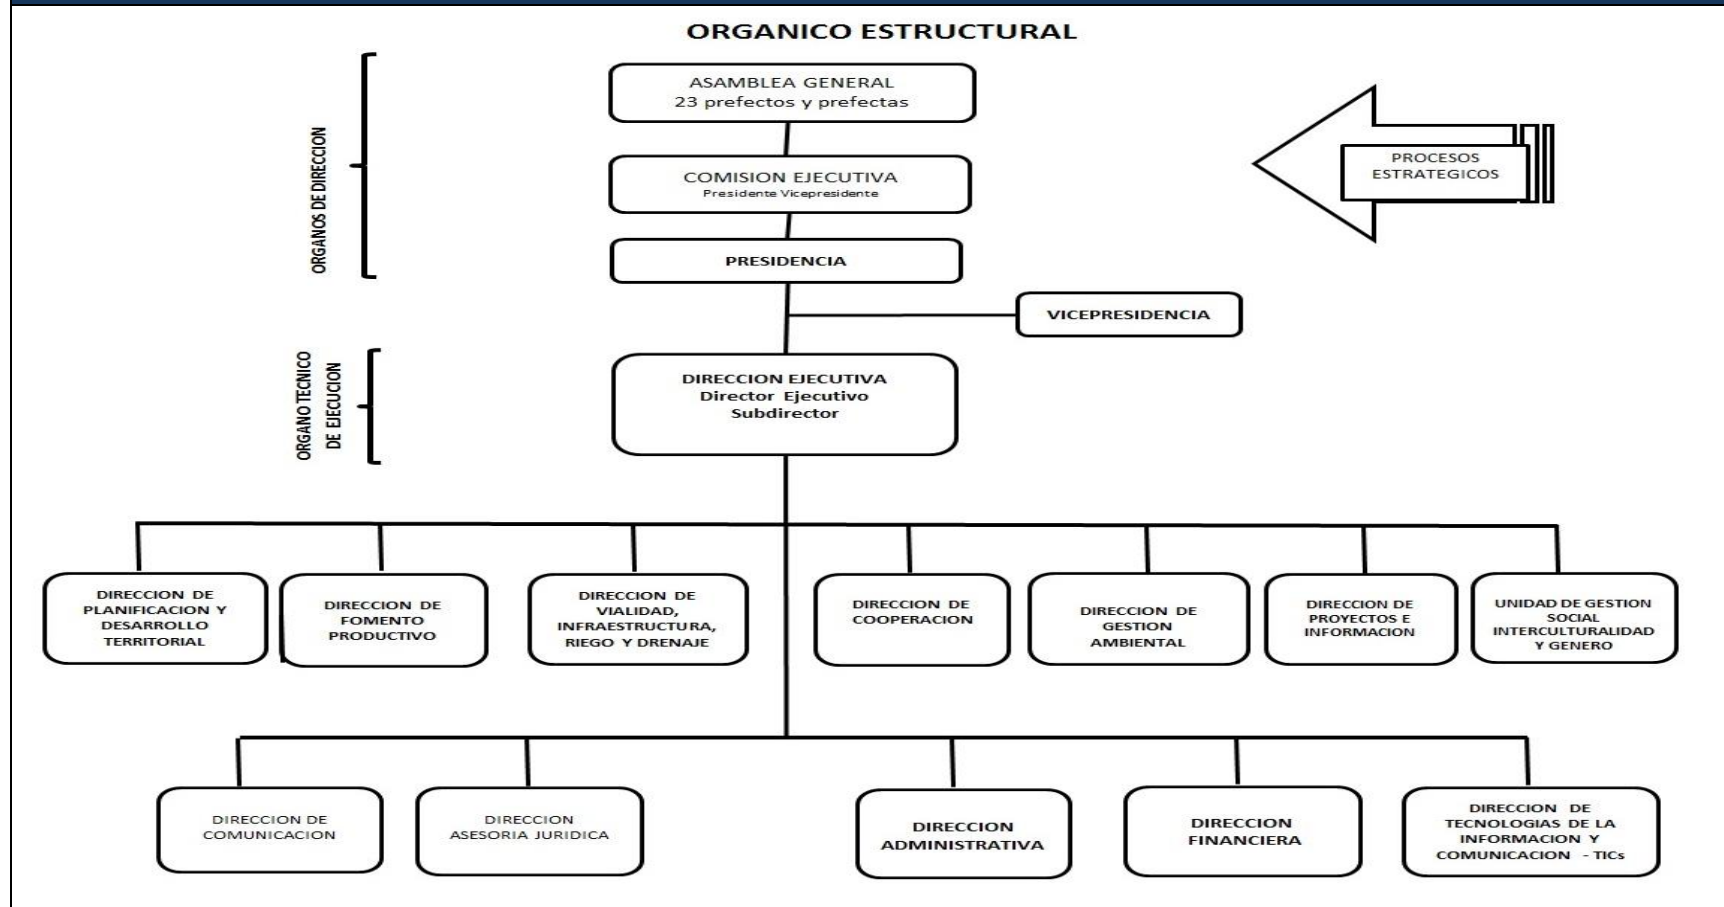 ORGANICO ESTRUCTURAL
ASAMBLEA GENERAL
23 prefectos y prefectas
ORGANOS DE DIRECCION
COMISION EJECUTIVA
Presidente Vicepresidente
PROCESOS
ESTRATEGICOS
PRESIDENCIA
VICEPRESIDENCIA
ORGANO TECNICO
DE EJECUCION
DIRECCION EJECUTIVA
Director Ejecutivo
Subdirector
DIRECCION DE
PLANIFICACION Y
DESARROLLO
TERRITORIAL
DIRECCION DE
FOMENTO
PRODUCTIVO
DIRECCION DE
VIALIDAD,
INFRAESTRUCTURA,
RIEGO Y DRENAJE
DIRECCION DE
COOPERACION
DIRECCION DE
GESTION
AMBIENTAL
DIRECCION DE
PROYECTOS E
INFORMACION
UNIDAD DE GESTION
SOCIAL
INTERCULTURALIDAD
Y GENERO
DIRECCION DE
COMUNICACION
DIRECCION
ASESORIA JURIDICA
DIRECCION
ADMINISTRATIVA
DIRECCION
FINANCIERA
DIRECCION DE
TECNOLOGIAS DE LA
INFORMACION Y
COMUNICACION - TICs